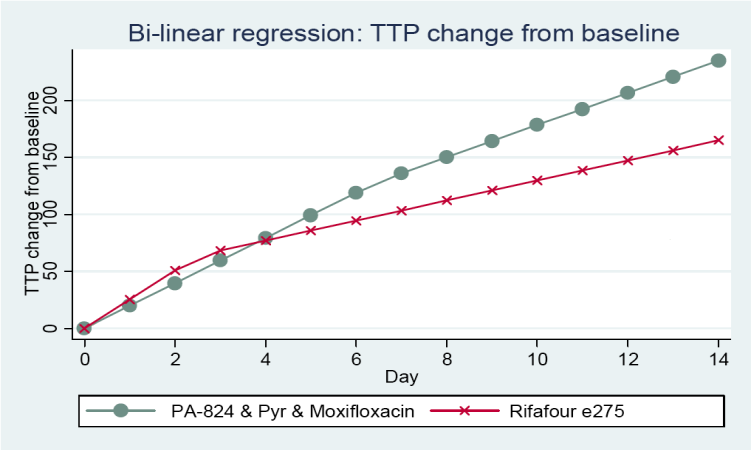 Bi-linear regression: TTP change from baseline
TTP change from baseline
200
150
100
50
0
0 2 4 6 8 10 12 14
Day
PA-824 & Pyr & Moxifloxacin Rifafour e275